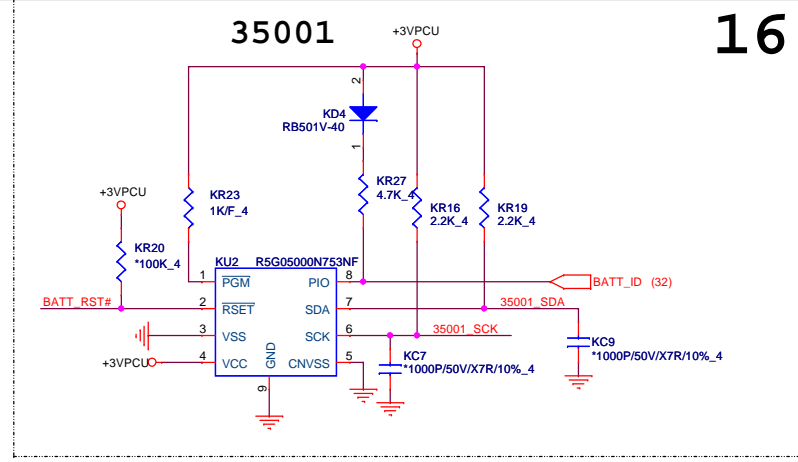 35001
16
+3VPCU
2
KD4
RB501V-40
1
KR27
4.7K_4
KR23
1K/F_4
KR16
2.2K_4
KR19
2.2K_4
+3VPCU
KR20
*100K_4
KU2
R5G05000N753NF
1
PGM
PIO
8
BATT_ID (32)
BATT_RST#
2
RSET
SDA
7
35001_SDA
3
VSS
SCK
6
35001_SCK
+3VPCU
4
VCC
GND
CNVSS
5
9
KC7
*1000P/50V/X7R/10%_4
KC9
*1000P/50V/X7R/10%_4